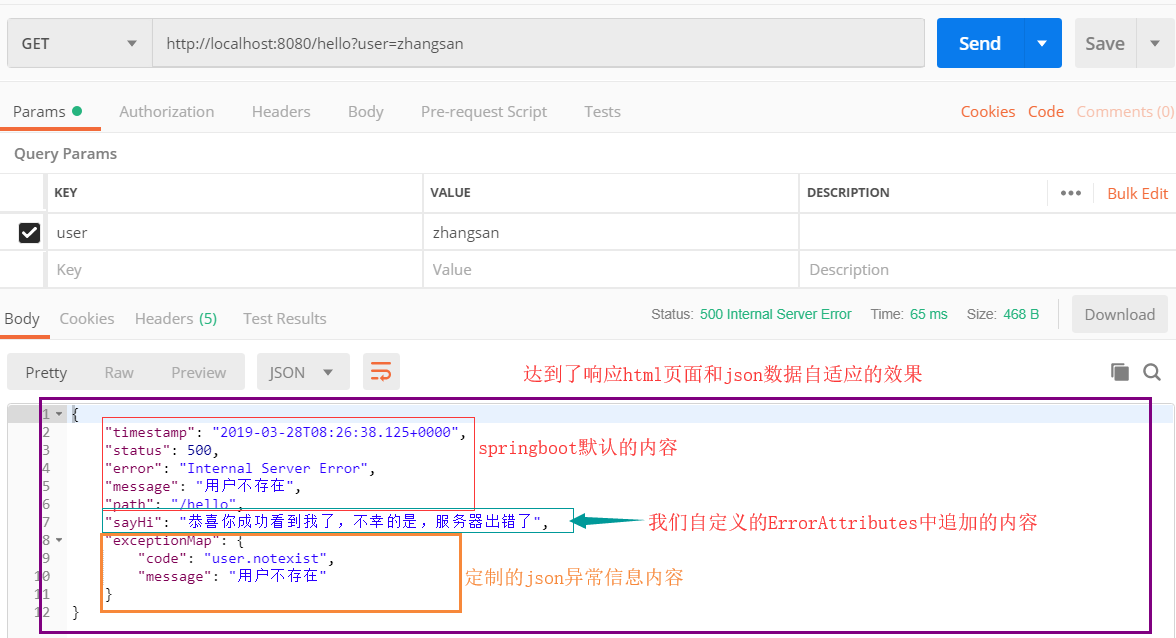 GET http://localhost:8080/hello?user=zhangsan Send Save
Params Authorization Headers Body Pre-request Script Tests Cookies Code Comments (0)
Query Params
KEY VALUE DESCRIPTION ••• Bulk Edit
user zhangsan
Key Value Description
Body Cookies Headers (5) Test Results Status: 500 Internal Server Error Time: 65 ms Size: 468 B Download
Pretty Raw Preview JSON
达到了响应html页面和json数据自适应的效果
1 {
2 "timestamp": "2019-03-28T08:26:38.125+0000",
3 "status": 500,
springboot默认的内容
4 "error": "Internal Server Error",
5 "message": "用户不存在",
6 "path": "/hello",
7 "sayHi": "恭喜你成功看到我了，不幸的是，服务器出错了",
我们自定义的ErrorAttributes中追加的内容
8 "exceptionMap": {
9 "code": "user.notexist",
10 "message": "用户不存在"
定制的json异常信息内容
11 }
12 }